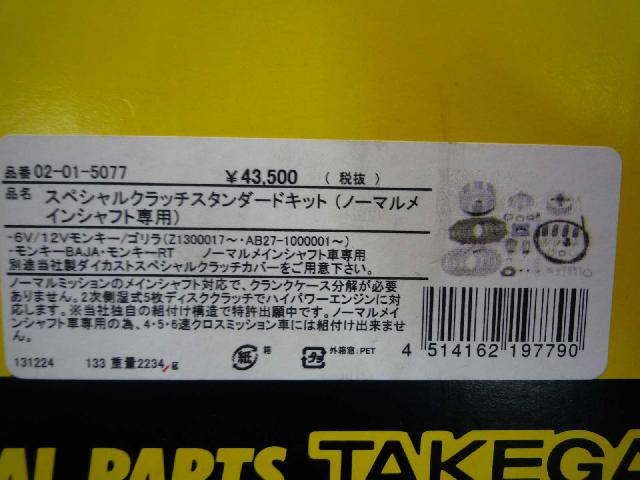 品番 02-01-5077 ¥43,500 （税抜）
品名 スペシャルクラッチスタンダードキット（ノーマルメ
インシャフト専用）
・6V/12Vモンキー/ゴリラ（Z1300017～・AB27-1000001～）
・モンキーBAJA・モンキーRT ノーマルメインシャフト車専用
別途当社製ダイカストスペシャルクラッチカバーをご用意下さい。
ノーマルミッションのメインシャフト対応で、クランクケース分解が必要
ありません。2次側湿式5枚ディスククラッチでハイパワーエンジンに対
応します。※当社独自の組付け構造で特許出願中です。ノーマルメイ
ンシャフト車専用の為、4・5・6速クロスミッション車には組付け出来ませ
ん。
131224 133 重量2234g
紙 箱 プラ 外箱窓:PET
4 514162 197790
AL PARTS TAKEGA